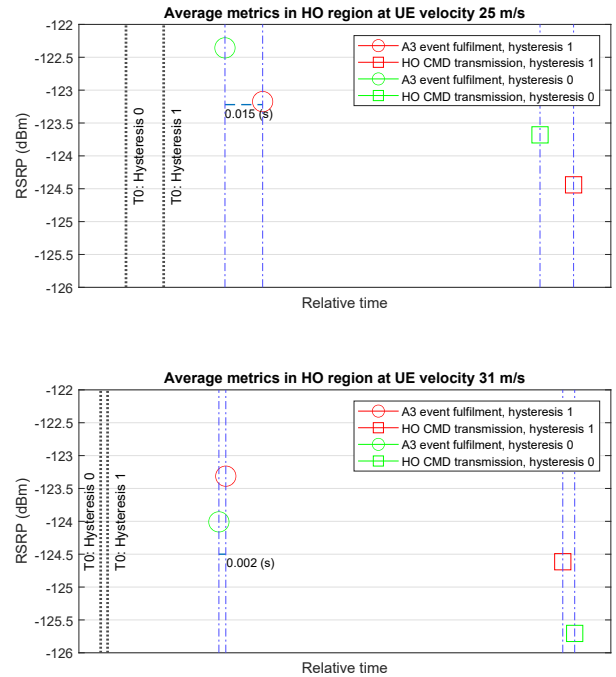 Average metrics in HO region at UE velocity 25 m/s
-122
-122.5
-123
-123.5
-124
-124.5
-125
-125.5
-126
RSRP (dBm)
T0: Hysteresis 0
T0: Hysteresis 1
0.015 (s)
A3 event fulfilment, hysteresis 1
HO CMD transmission, hysteresis 1
A3 event fulfilment, hysteresis 0
HO CMD transmission, hysteresis 0
Relative time
Average metrics in HO region at UE velocity 31 m/s
-122
-122.5
-123
-123.5
-124
-124.5
-125
-125.5
-126
RSRP (dBm)
T0: Hysteresis 0
T0: Hysteresis 1
0.002 (s)
A3 event fulfilment, hysteresis 1
HO CMD transmission, hysteresis 1
A3 event fulfilment, hysteresis 0
HO CMD transmission, hysteresis 0
Relative time